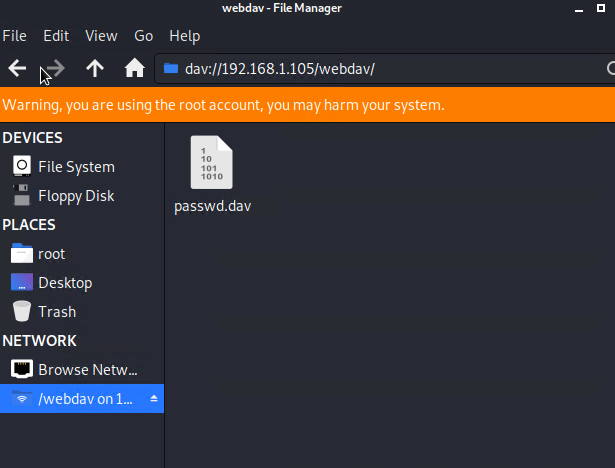 webdav - File Manager
File Edit View Go Help
dav://192.168.1.105/webdav/
Warning, you are using the root account, you may harm your system.
DEVICES
File System
Floppy Disk
PLACES
root
Desktop
Trash
NETWORK
Browse Netw...
/webdav on 1...
1
10
101
1010
passwd.dav